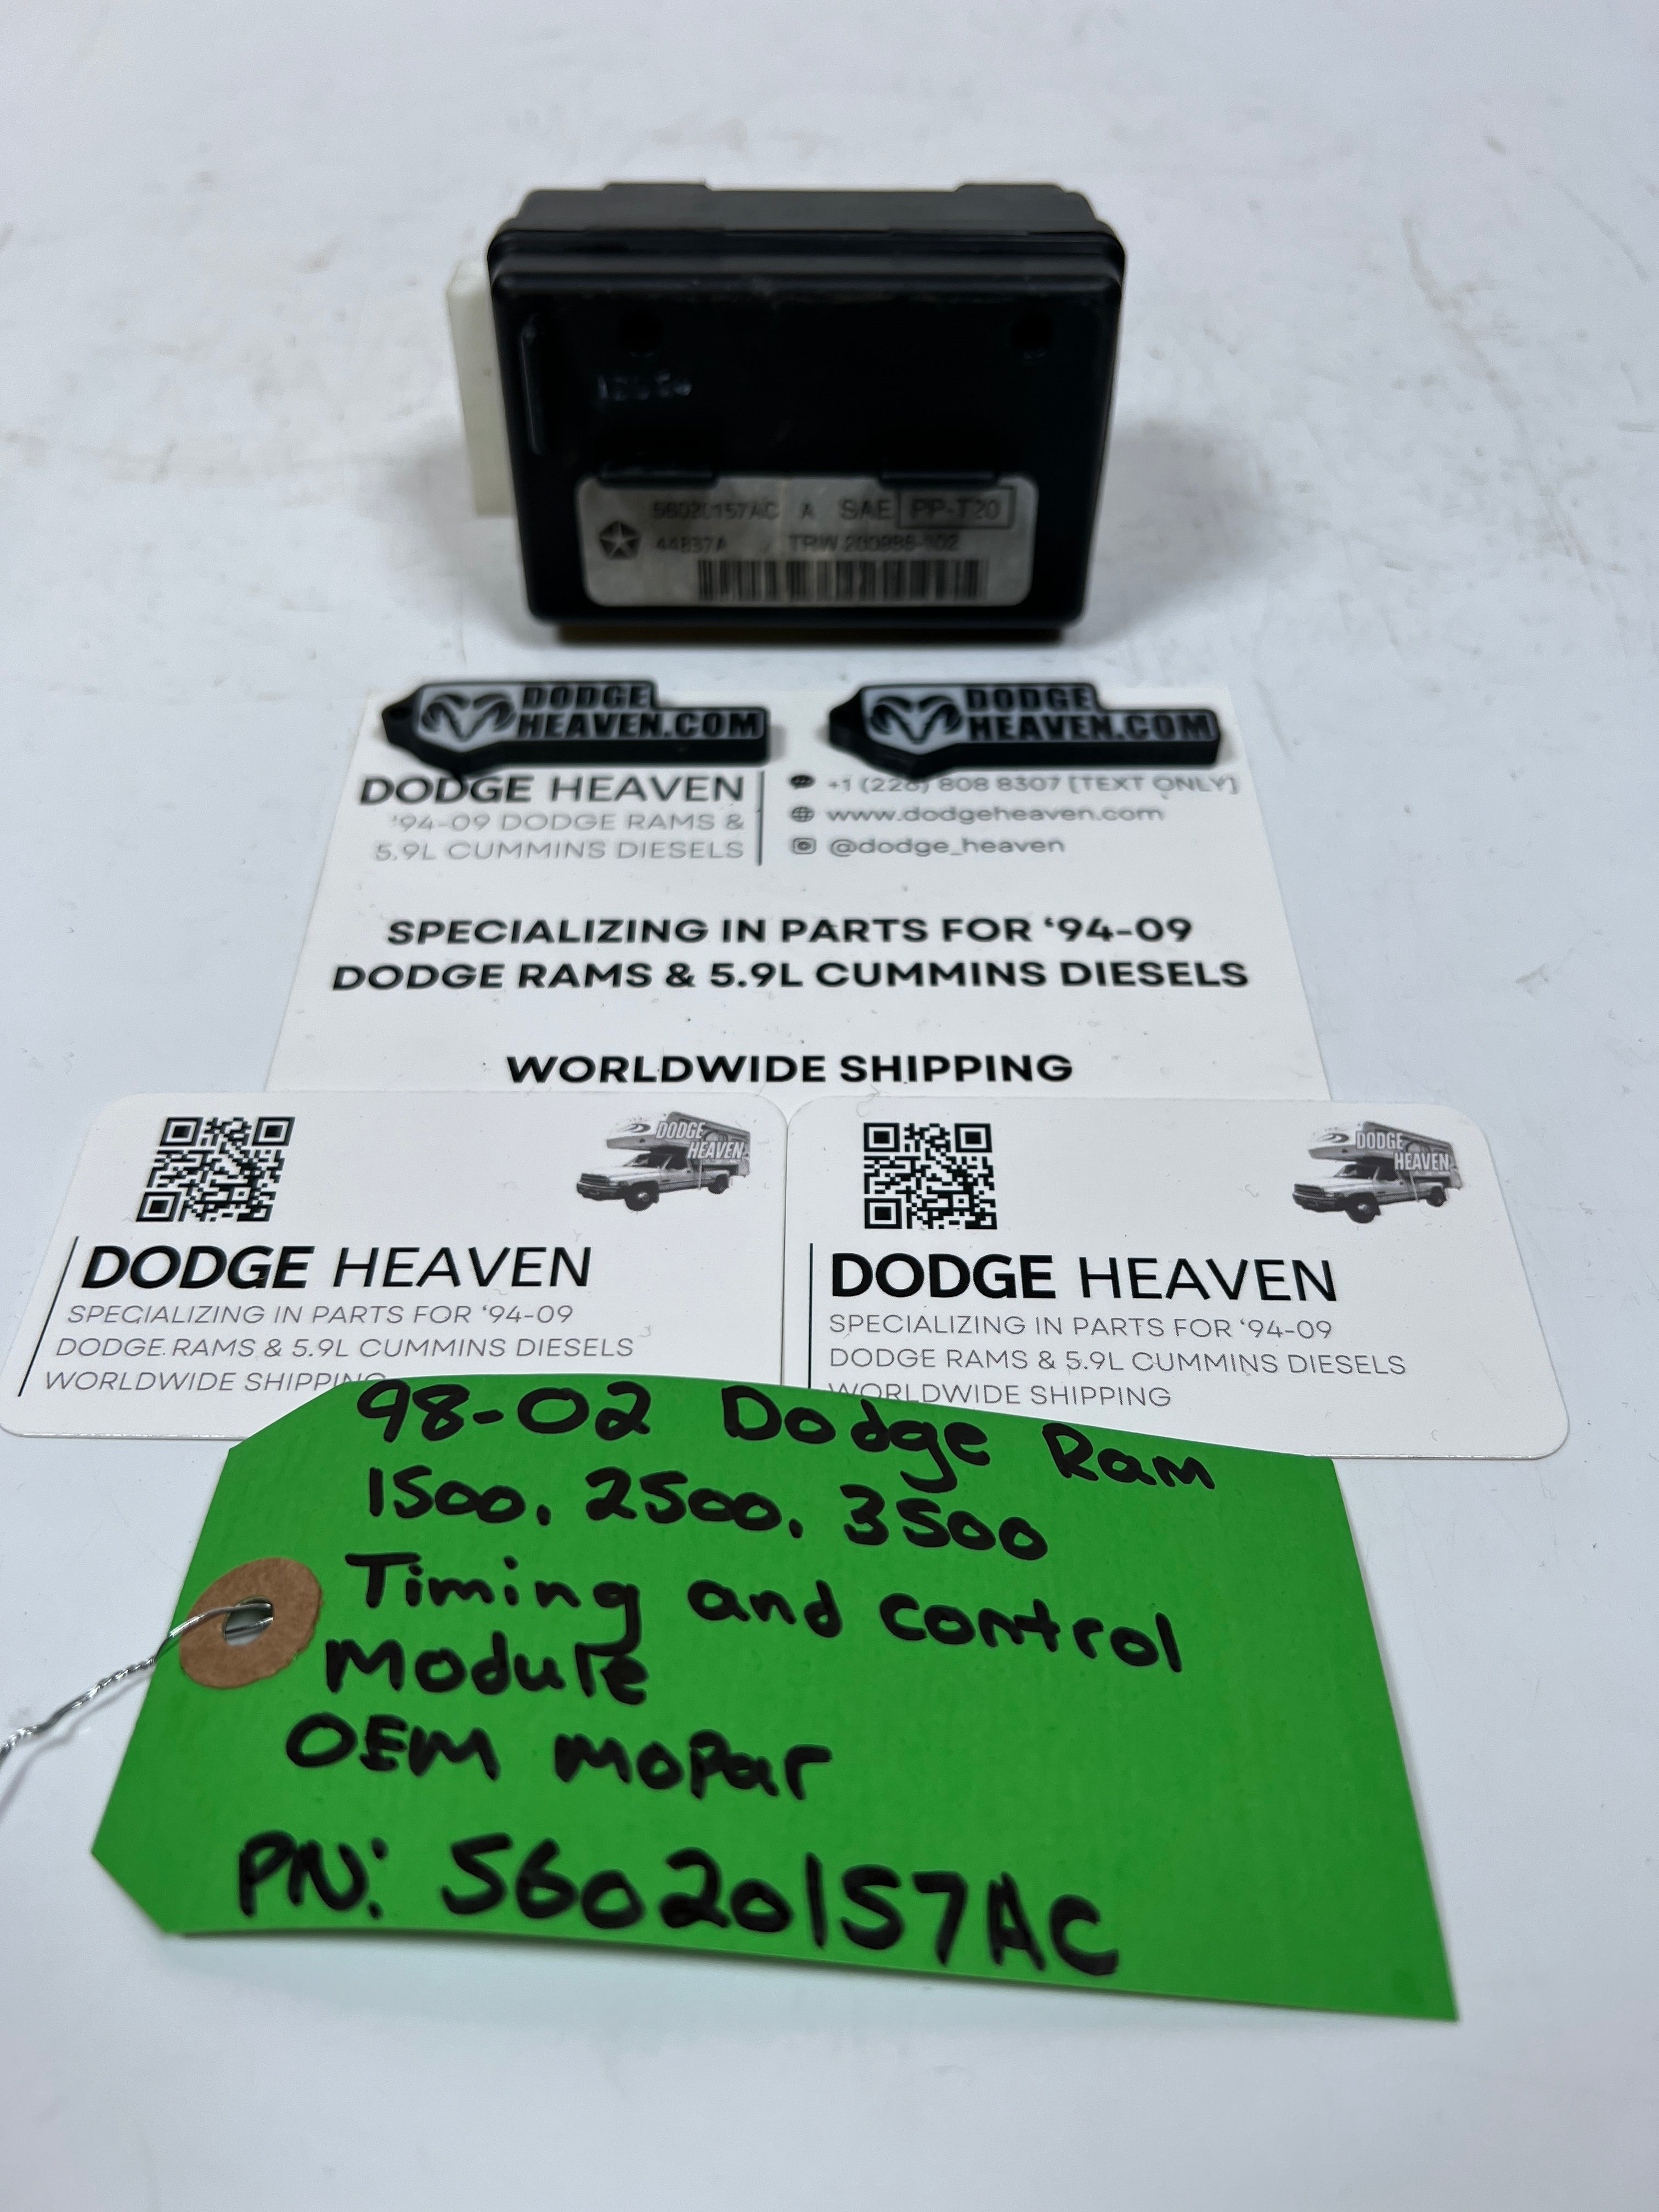 56020157AC A SAE PP-T20
44837A TRW
DODGE
HEAVEN.COM
DODGE
HEAVEN.COM
DODGE HEAVEN
'94-09 DODGE RAMS &
5.9L CUMMINS DIESELS
+1 (228) 808 8307 [TEXT ONLY]
www.dodgeheaven.com
@dodge_heaven
SPECIALIZING IN PARTS FOR '94-09
DODGE RAMS & 5.9L CUMMINS DIESELS
WORLDWIDE SHIPPING
DODGE
HEAVEN
DODGE HEAVEN
SPECIALIZING IN PARTS FOR '94-09
DODGE RAMS & 5.9L CUMMINS DIESELS
WORLDWIDE SHIPPING
DODGE
HEAVEN
DODGE HEAVEN
SPECIALIZING IN PARTS FOR '94-09
DODGE RAMS & 5.9L CUMMINS DIESELS
WORLDWIDE SHIPPING
98-02 Dodge Ram
1500, 2500, 3500
Timing and control
Module
OEM mopar
PN: 56020157AC